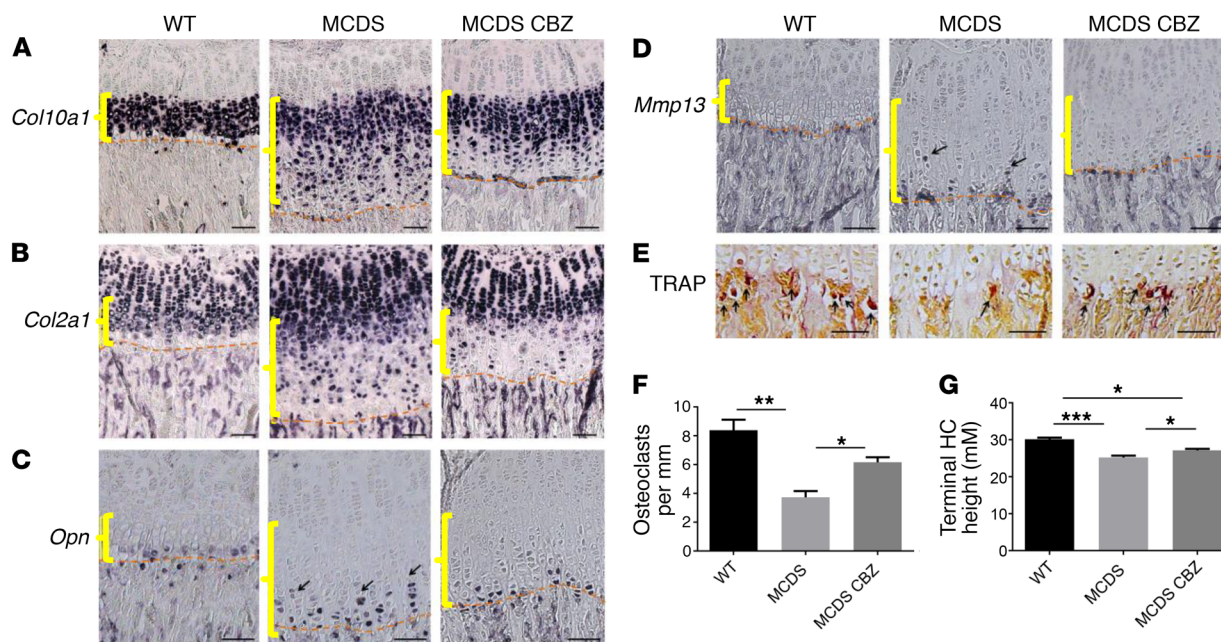 WT MCDS MCDS CBZ
A
Col10a1
B
Col2a1
C
Opn
WT MCDS MCDS CBZ
D
Mmp13
E
TRAP
F
Osteoclasts
per mm
10
8
6
4
2
0
**
*
WT
MCDS
MCDS CBZ
G
Terminal HC
height (mM)
40
30
20
10
0
*
***
*
WT
MCDS
MCDS CBZ